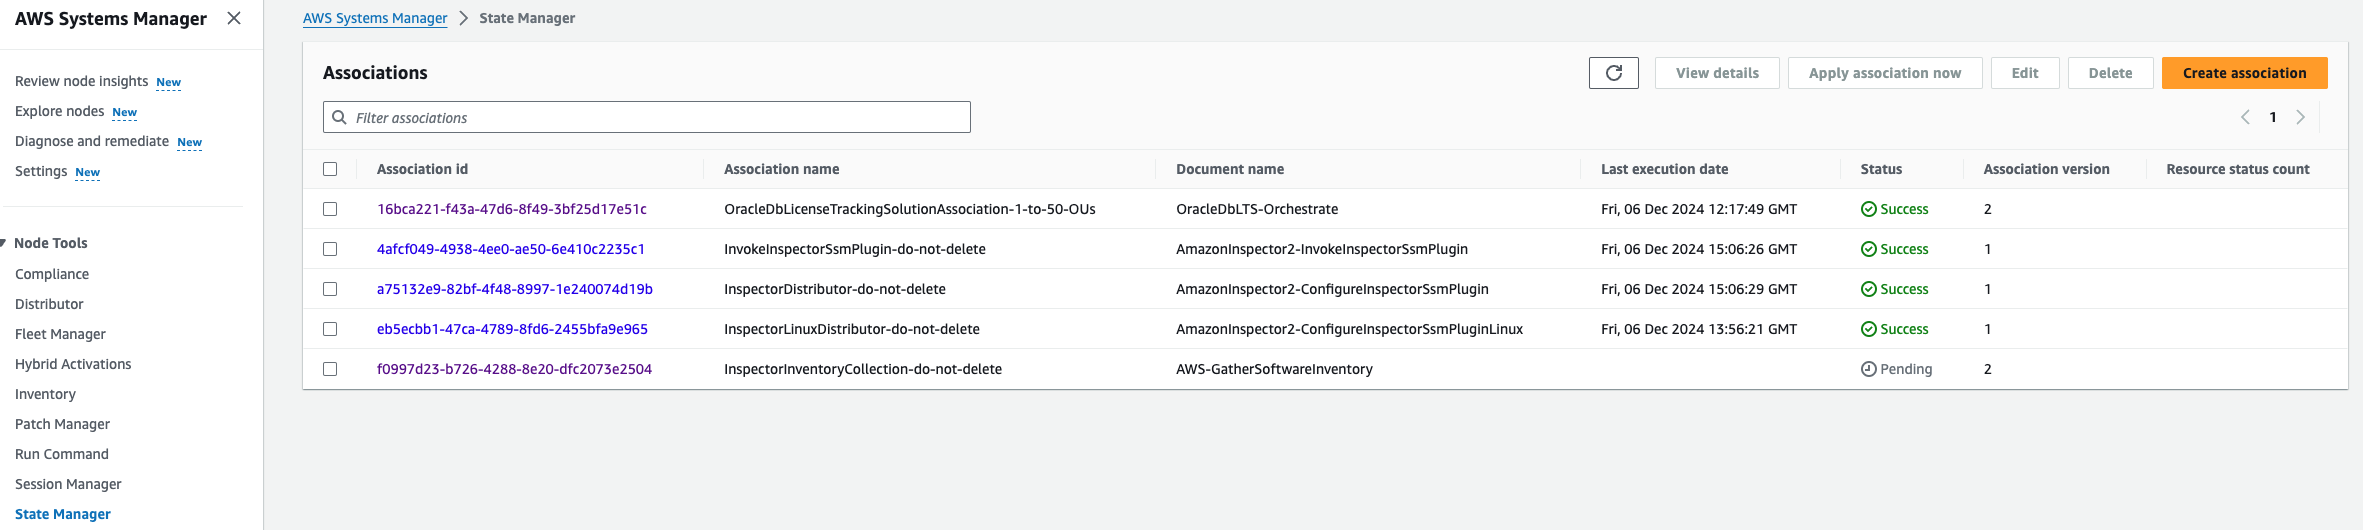 AWS Systems Manager
Review node insights New
Explore nodes New
Diagnose and remediate New
Settings New
Node Tools
Compliance
Distributor
Fleet Manager
Hybrid Activations
Inventory
Patch Manager
Run Command
Session Manager
State Manager
AWS Systems Manager > State Manager
Associations
View details Apply association now Edit Delete Create association
Filter associations
1
Association id Association name Document name Last execution date Status Association version Resource status count
16bca221-f43a-47d6-8f49-3bf25d17e51c OracleDbLicenseTrackingSolutionAssociation-1-to-50-OUs OracleDbLTS-Orchestrate Fri, 06 Dec 2024 12:17:49 GMT Success 2
4afcf049-4938-4ee0-ae50-6e410c2235c1 InvokeInspectorSsmPlugin-do-not-delete AmazonInspector2-InvokeInspectorSsmPlugin Fri, 06 Dec 2024 15:06:26 GMT Success 1
a75132e9-82bf-4f48-8997-1e240074d19b InspectorDistributor-do-not-delete AmazonInspector2-ConfigureInspectorSsmPlugin Fri, 06 Dec 2024 15:06:29 GMT Success 1
eb5ecbb1-47ca-4789-8fd6-2455bfa9e965 InspectorLinuxDistributor-do-not-delete AmazonInspector2-ConfigureInspectorSsmPluginLinux Fri, 06 Dec 2024 13:56:21 GMT Success 1
f0997d23-b726-4288-8e20-dfc2073e2504 InspectorInventoryCollection-do-not-delete AWS-GatherSoftwareInventory Pending 2